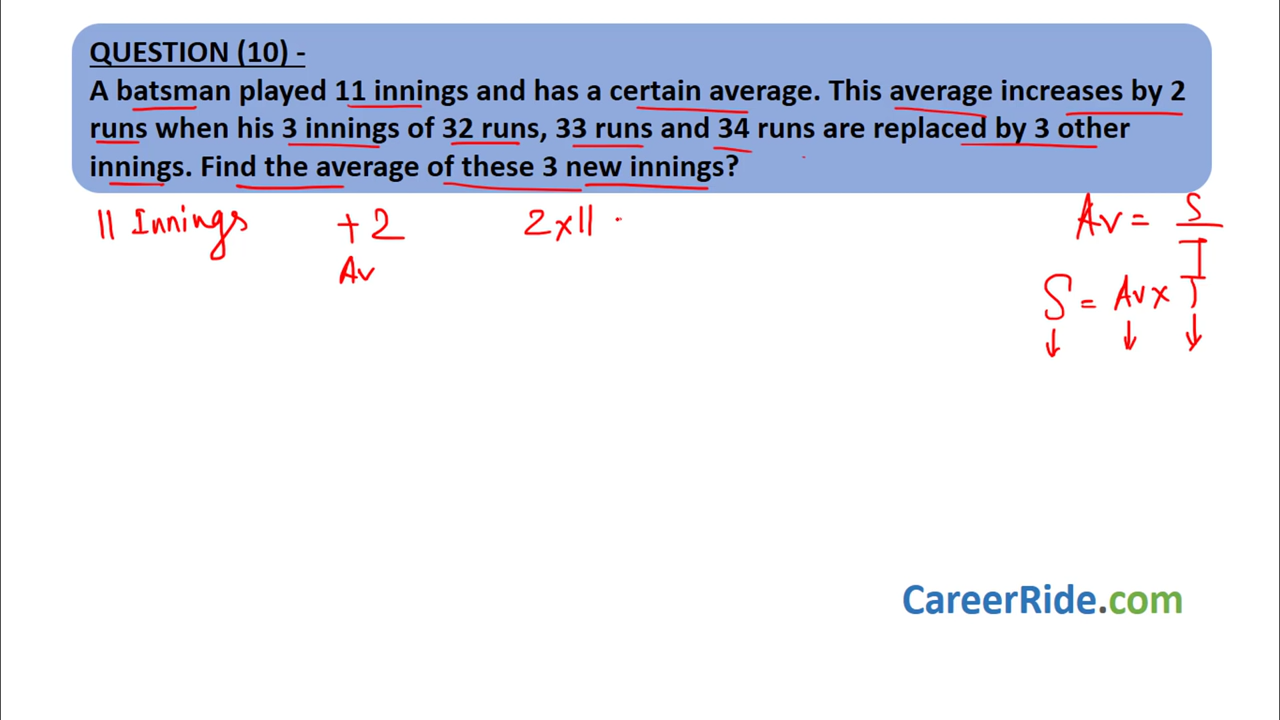 QUESTION (10) -
A batsman played 11 innings and has a certain average. This average increases by 2
runs when his 3 innings of 32 runs, 33 runs and 34 runs are replaced by 3 other
innings. Find the average of these 3 new innings?
11 Innings +2 2x11
Av
Av = S/T
S = Av x T
CareerRide.com